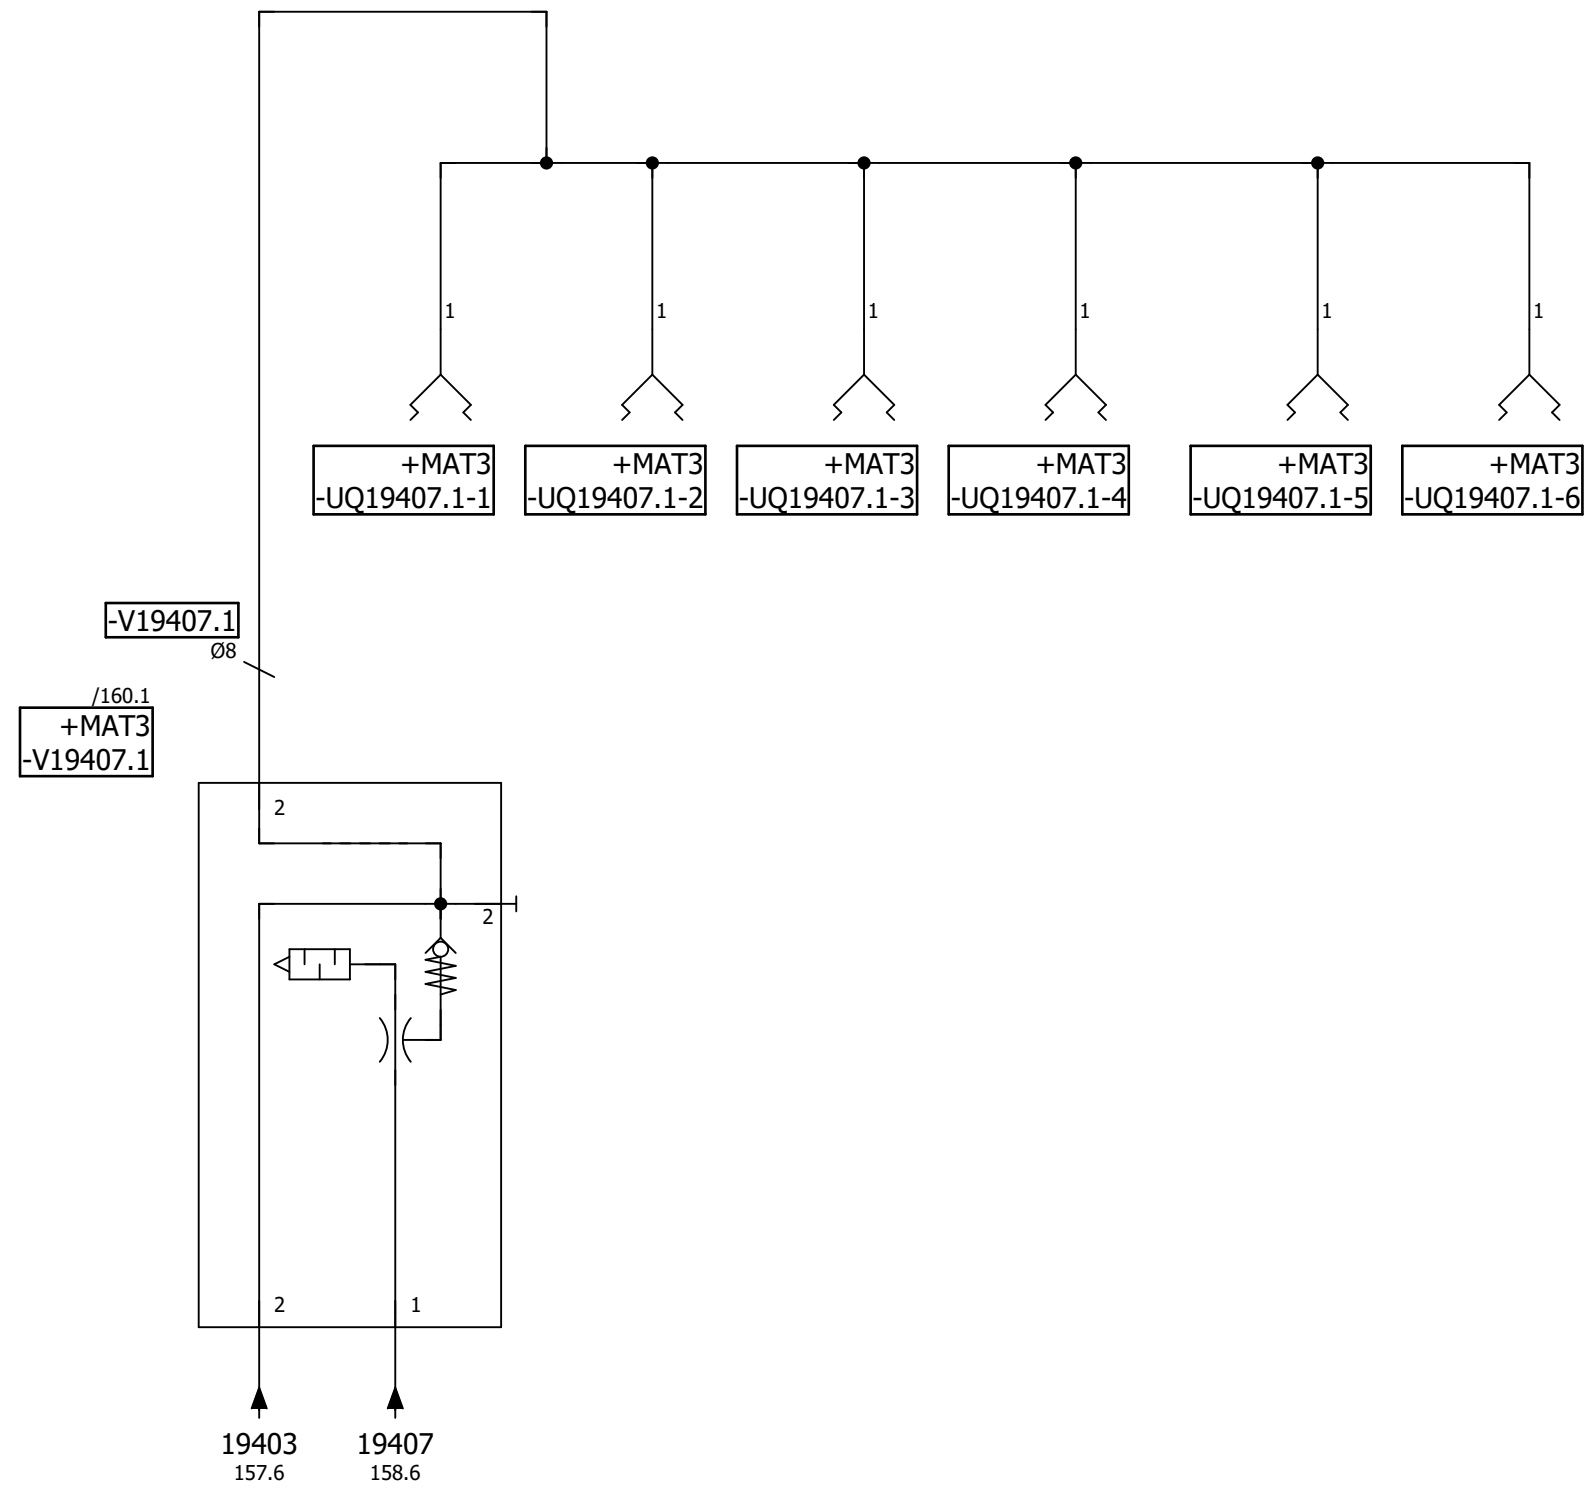 1
1
1
1
1
1
+MAT3
-UQ19407.1-1
+MAT3
-UQ19407.1-2
+MAT3
-UQ19407.1-3
+MAT3
-UQ19407.1-4
+MAT3
-UQ19407.1-5
+MAT3
-UQ19407.1-6
-V19407.1
Ø8
/160.1
+MAT3
-V19407.1
2
2
2
1
19403
157.6
19407
158.6